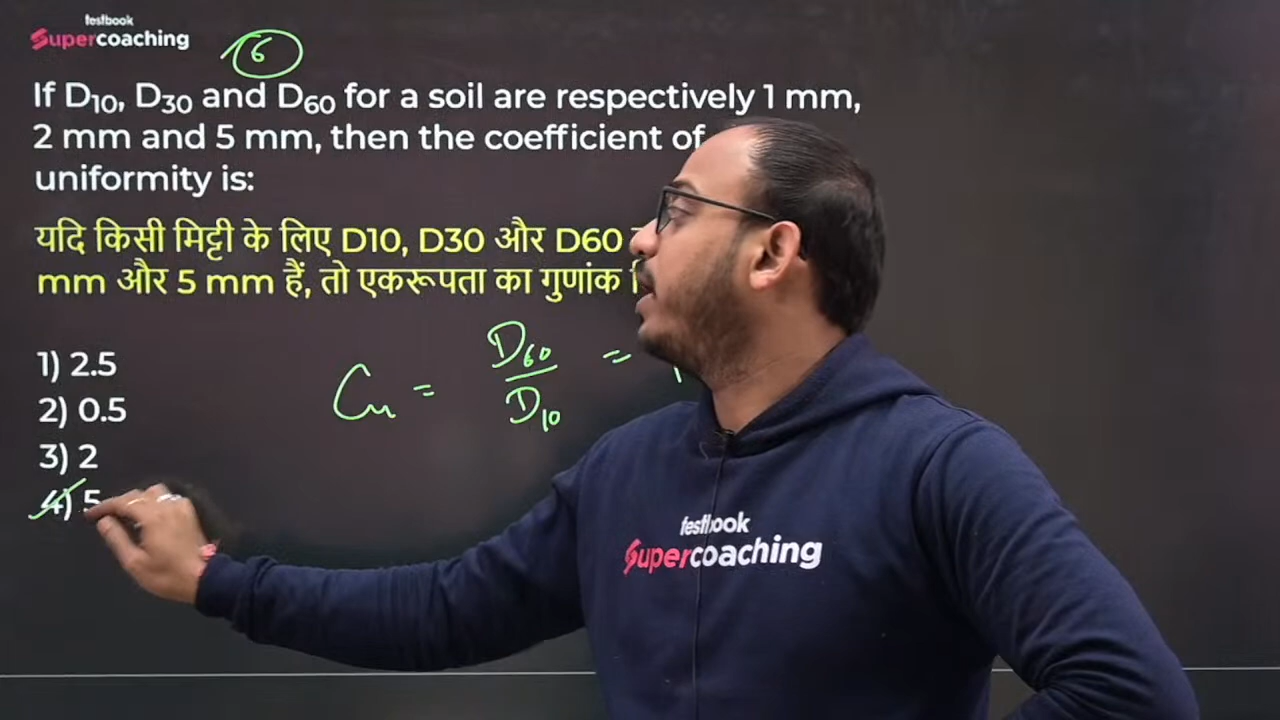 testbook
Supercoaching
6
If D10, D30 and D60 for a soil are respectively 1 mm,
2 mm and 5 mm, then the coefficient of
uniformity is:
यदि किसी मिट्टी के लिए D10, D30 और D60
mm और 5 mm हैं, तो एकरूपता का गुणांक
1) 2.5
2) 0.5
3) 2
4) 5
Cu = D60 / D10 =
testbook
Supercoaching